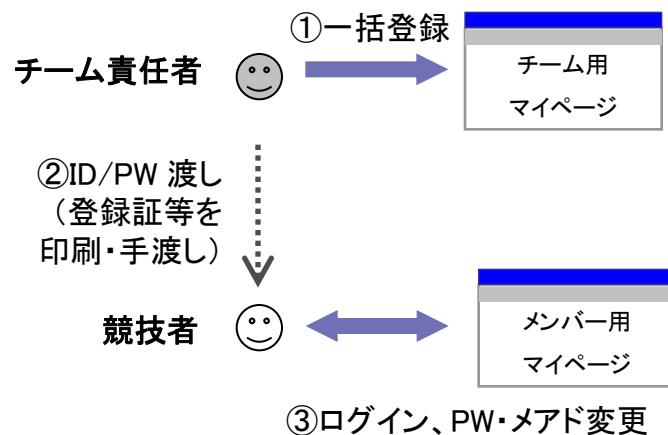 ①一括登録
チーム責任者
チーム用
マイページ
②ID/PW 渡し
(登録証等を
印刷・手渡し)
競技者
メンバー用
マイページ
③ログイン、PW・メアド変更